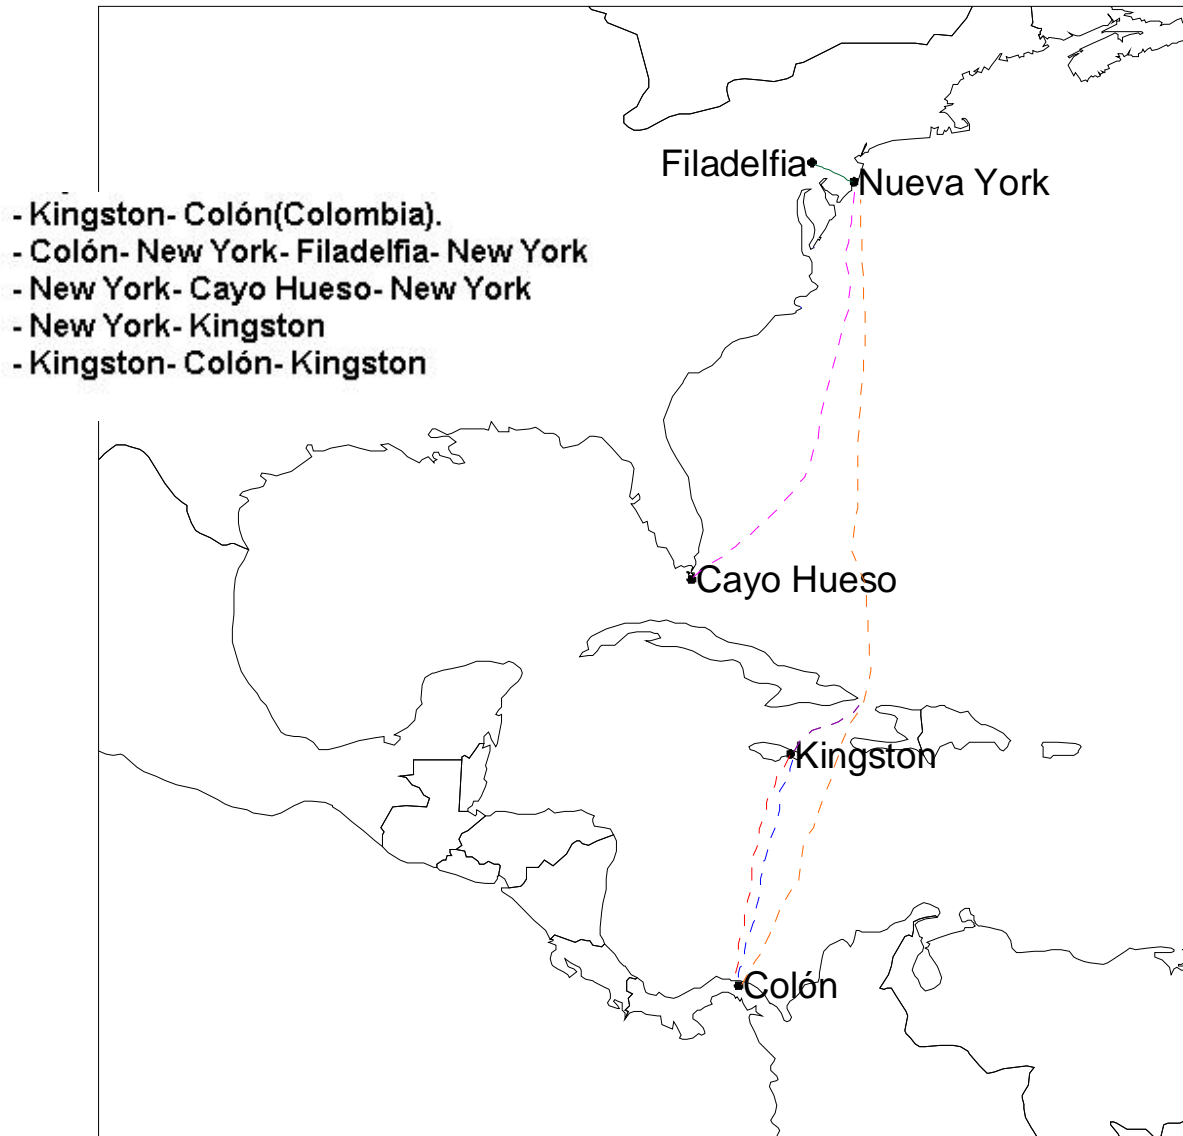 Filadelfia
Nueva York
- Kingston- Colón(Colombia).
- Colón- New York- Filadelfia- New York
- New York- Cayo Hueso- New York
- New York- Kingston
- Kingston- Colón- Kingston
Cayo Hueso
Kingston
Colón